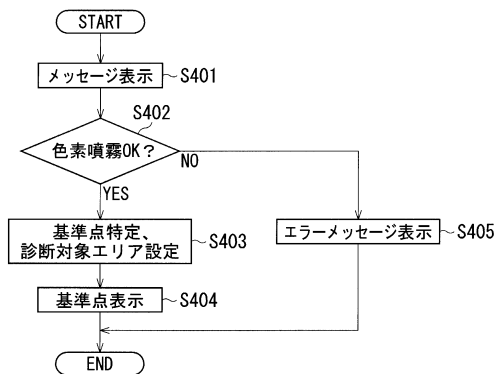 START
メッセージ表示
S401
S402
色素噴霧OK？
NO
YES
基準点特定、
診断対象エリア設定
S403
エラーメッセージ表示
S405
基準点表示
S404
END